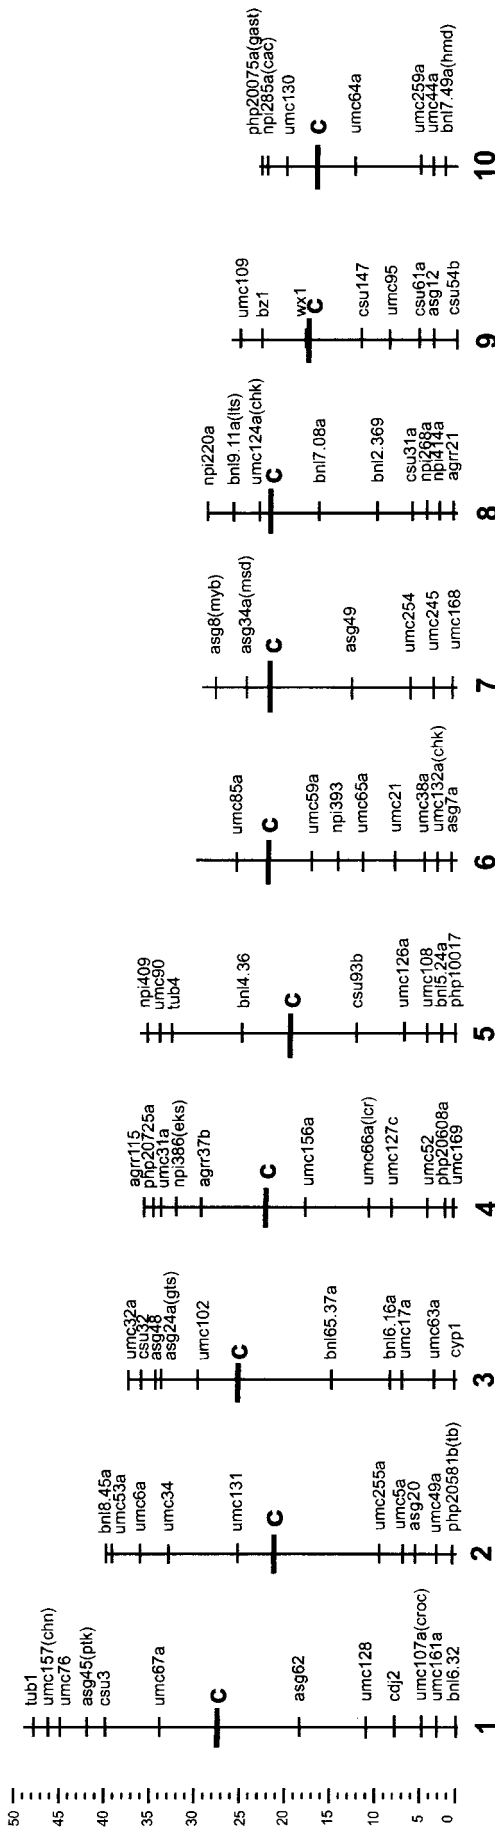 50
45
40
35
30
25
20
15
10
5
0
tub1
umc157(chn)
umc76
asg45(ptk)
csu3
umc67a
C
asg62
umc128
cdj2
umc107a(croc)
umc161a
bnl6.32
1
bnl8.45a
umc53a
umc6a
umc34
umc131
C
umc255a
umc5a
asg20
umc49a
php20581b(tb)
2
umc32a
csu32
asg48
asg24a(gts)
umc102
C
bnl65.37a
bnl6.16a
umc17a
umc63a
cyp1
3
agrr115
php20725a
umc31a
npi386(eks)
agrr37b
C
umc156a
umc66a(lcr)
umc127c
umc52
php20608a
umc169
4
npi409
umc90
tub4
bnl4.36
C
csu93b
umc126a
umc108
bnl5.24a
php10017
5
umc85a
C
umc59a
npi393
umc65a
umc21
umc38a
umc132a(chk)
asg7a
6
asg8(myb)
asg34a(msd)
C
asg49
umc254
umc245
umc168
7
npi220a
bnl9.11a(lts)
umc124a(chk)
C
bnl7.08a
bnl2.369
csu31a
npi268a
npi414a
agrr21
8
umc109
bz1
wx1
C
csu147
umc95
csu61a
asg12
csu54b
9
php20075a(gast)
npi285a(cac)
umc130
C
umc64a
umc259a
umc44a
bnl7.49a(hmd)
10